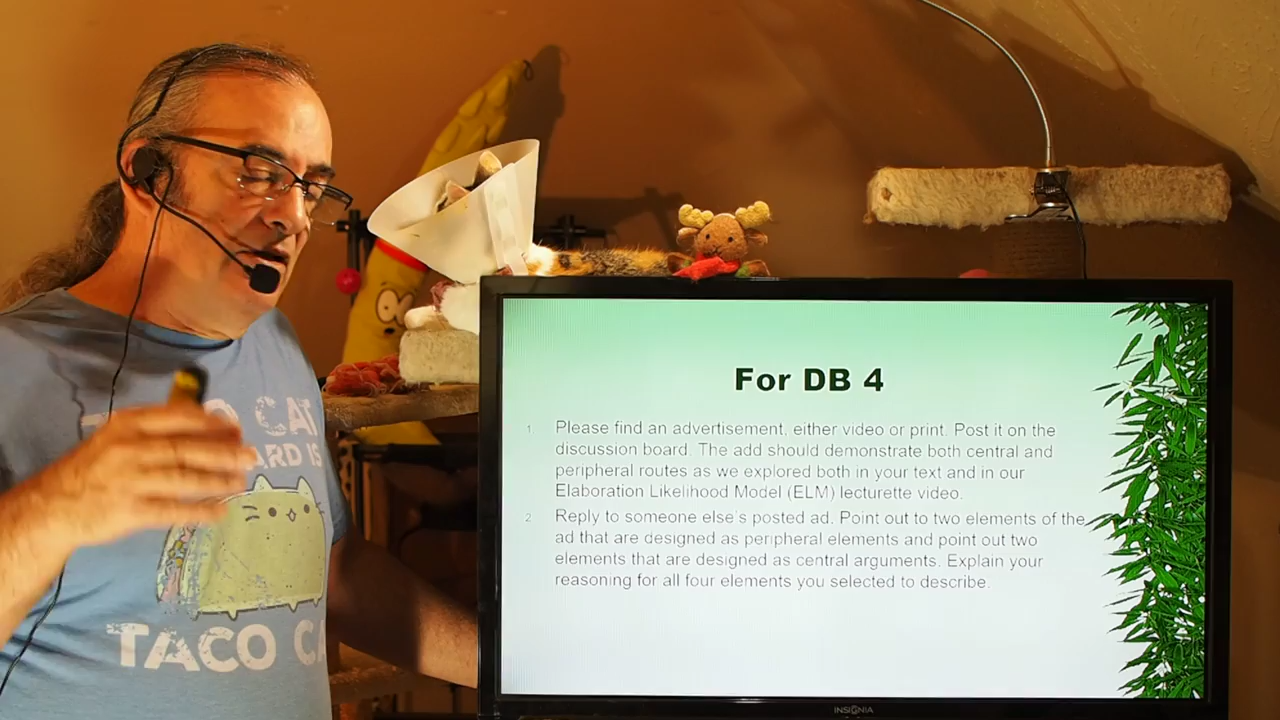 For DB 4
1 Please find an advertisement, either video or print. Post it on the
discussion board. The add should demonstrate both central and
peripheral routes as we explored both in your text and in our
Elaboration Likelihood Model (ELM) lecturette video.
2 Reply to someone else's posted ad. Point out to two elements of the
ad that are designed as peripheral elements and point out two
elements that are designed as central arguments. Explain your
reasoning for all four elements you selected to describe.
INSIGNIA
CAT
ARD IS
TACO CA